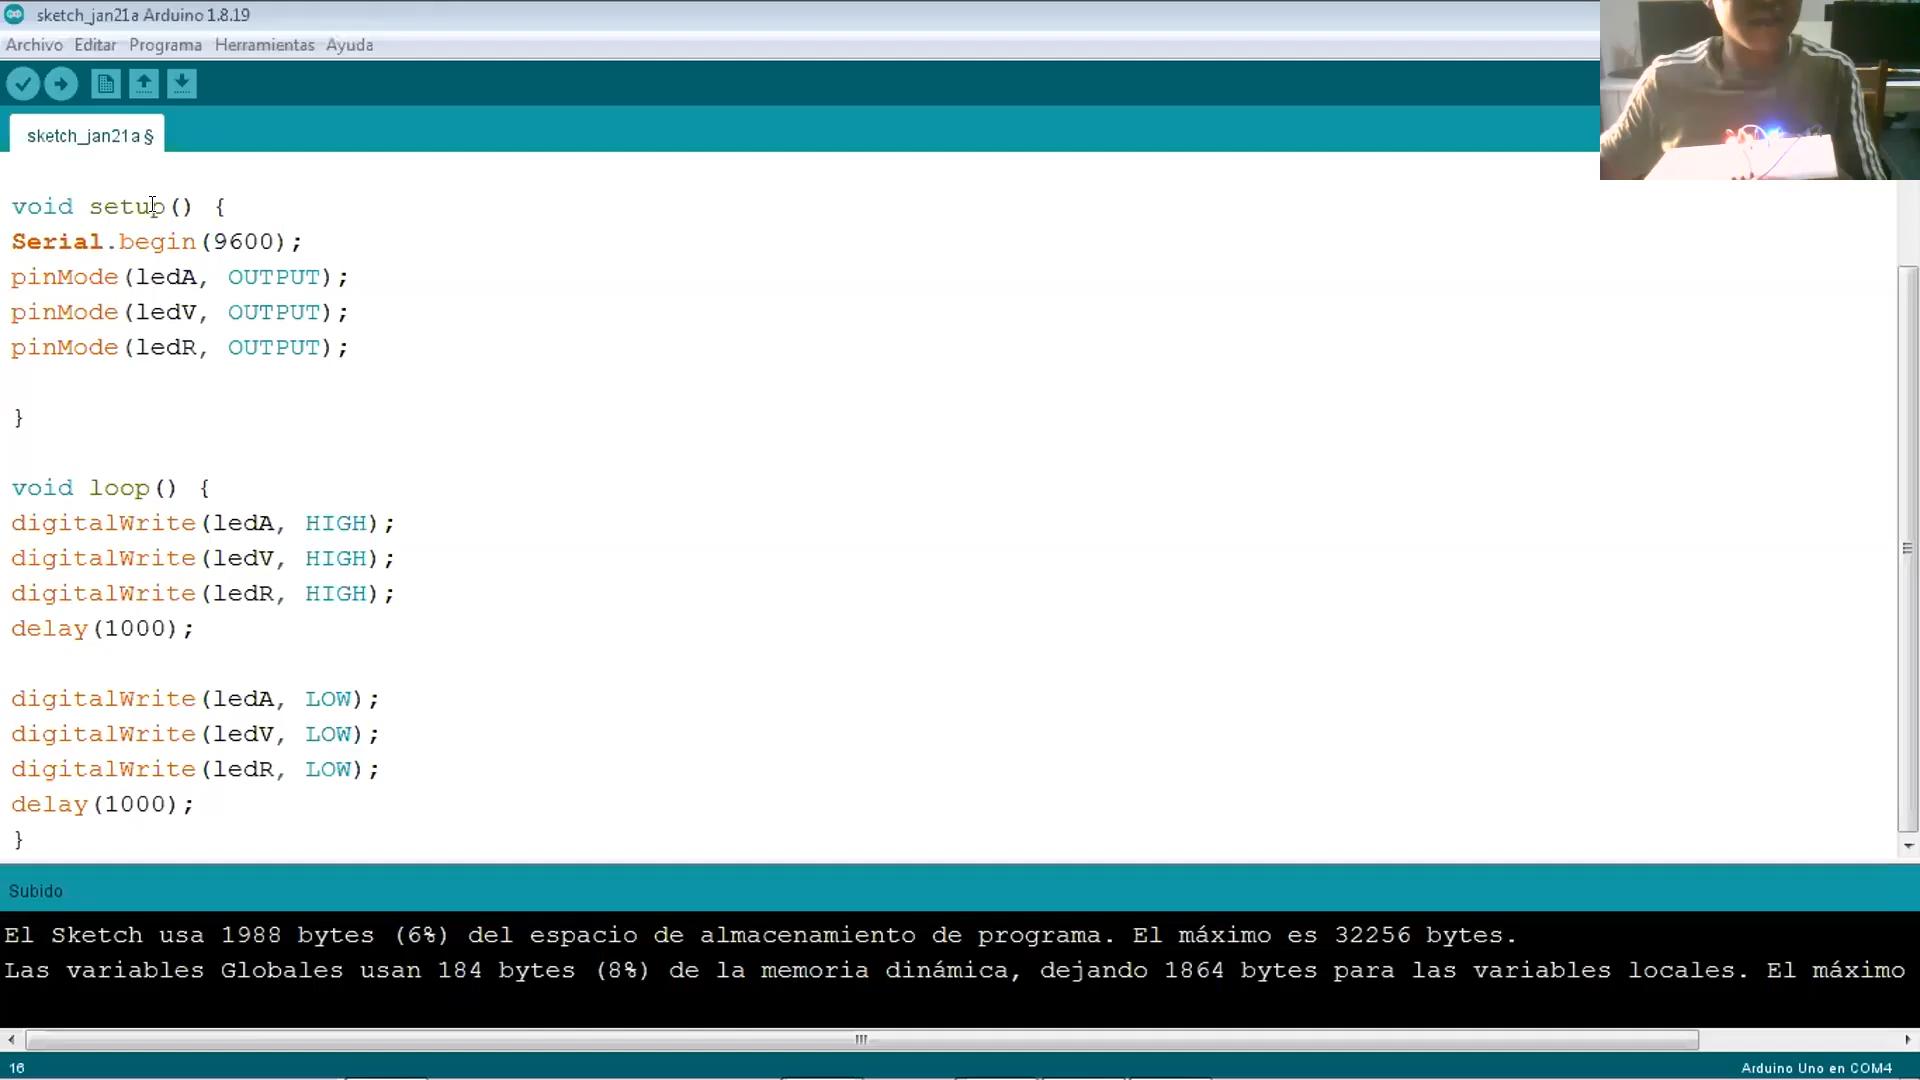 sketch_jan21a Arduino 1.8.19
Archivo Editar Programa Herramientas Ayuda
sketch_jan21a §
void setup() {
Serial.begin(9600);
pinMode(ledA, OUTPUT);
pinMode(ledV, OUTPUT);
pinMode(ledR, OUTPUT);
}
void loop() {
digitalWrite(ledA, HIGH);
digitalWrite(ledV, HIGH);
digitalWrite(ledR, HIGH);
delay(1000);
digitalWrite(ledA, LOW);
digitalWrite(ledV, LOW);
digitalWrite(ledR, LOW);
delay(1000);
}
Subido
El Sketch usa 1988 bytes (6%) del espacio de almacenamiento de programa. El máximo es 32256 bytes.
Las variables Globales usan 184 bytes (8%) de la memoria dinámica, dejando 1864 bytes para las variables locales. El máximo
16
Arduino Uno en COM4